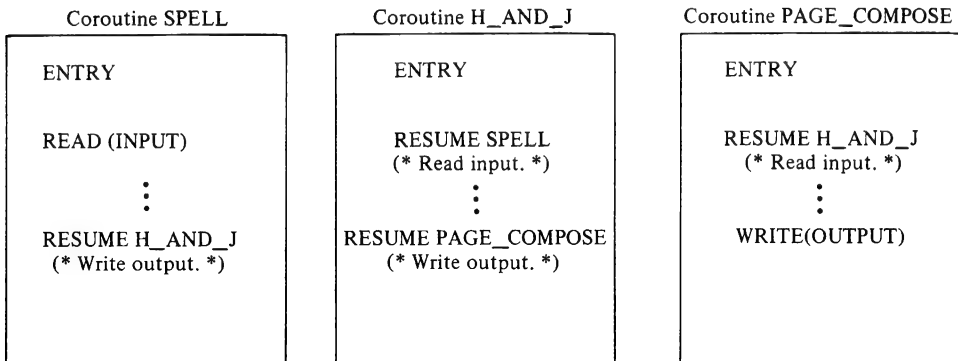 Coroutine SPELL
ENTRY
READ (INPUT)
RESUME H_AND_J
(* Write output. *)
Coroutine H_AND_J
ENTRY
RESUME SPELL
(* Read input. *)
RESUME PAGE_COMPOSE
(* Write output. *)
Coroutine PAGE_COMPOSE
ENTRY
RESUME H_AND_J
(* Read input. *)
WRITE(OUTPUT)